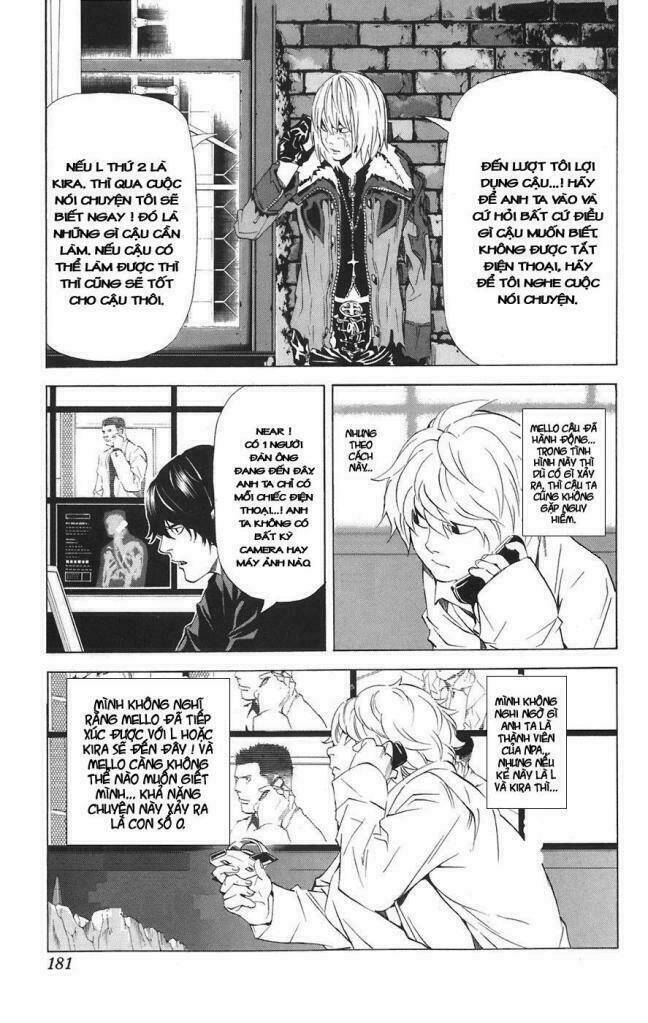 ĐẾN LƯỢT TÔI LỢI
DỤNG CẬU...! HÃY
ĐỂ ANH TA VÀO VÀ
CỨ HỎI BẤT CỨ ĐIỀU
GÌ CẬU MUỐN BIẾT.
KHÔNG ĐƯỢC TẮT
ĐIỆN THOẠI, HÃY
ĐỂ TÔI NGHE CUỘC
NÓI CHUYỆN.
NẾU L THỨ 2 LÀ
KIRA. THÌ QUA CUỘC
NÓI CHUYỆN TÔI SẼ
BIẾT NGAY! ĐÓ LÀ
NHỮNG GÌ CẬU CẦN
LÀM. NẾU CẬU CÓ
THỂ LÀM ĐƯỢC THÌ
THÌ CŨNG SẼ TỐT
CHO CẬU THÔI.
MELLO CẬU ĐÃ
HÀNH ĐỘNG...
TRONG TÌNH
HÌNH NÀY THÌ
DÙ CÓ GÌ XẢY
RA, THÌ CẬU TA
CŨNG KHÔNG
GẶP NGUY
HIỂM.
NHƯNG
THEO
CÁCH
NÀY...
NEAR!
CÓ 1 NGƯỜI
ĐÀN ÔNG
ĐANG ĐẾN ĐÂY.
ANH TA CHỈ CÓ
MỖI CHIẾC ĐIỆN
THOẠI...! ANH
TA KHÔNG CÓ
BẤT KỲ
CAMERA HAY
MÁY ẢNH NÀO.
MÌNH KHÔNG
NGHI NGỜ GÌ
ANH TA LÀ
THÀNH VIÊN
CỦA NPA...
NHƯNG NẾU
KẺ NÀY LÀ L
VÀ KIRA THÌ...
MÌNH KHÔNG NGHĨ
RẰNG MELLO ĐÃ TIẾP
XÚC ĐƯỢC VỚI L HOẶC
KIRA SẼ ĐẾN ĐÂY! VÀ
MELLO CÀNG KHÔNG
THỂ NÀO MUỐN GIẾT
MÌNH... KHẢ NĂNG
CHUYỆN NÀY XẢY RA
LÀ CON SỐ 0.
181